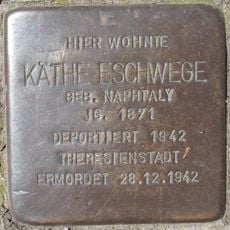 HIER WOHNTE
KÄTHE ESCHWEGE
GEB. NAPHTALY
JG. 1871
DEPORTIERT 1942
THERESIENSTADT
ERMORDET 28.12.1942